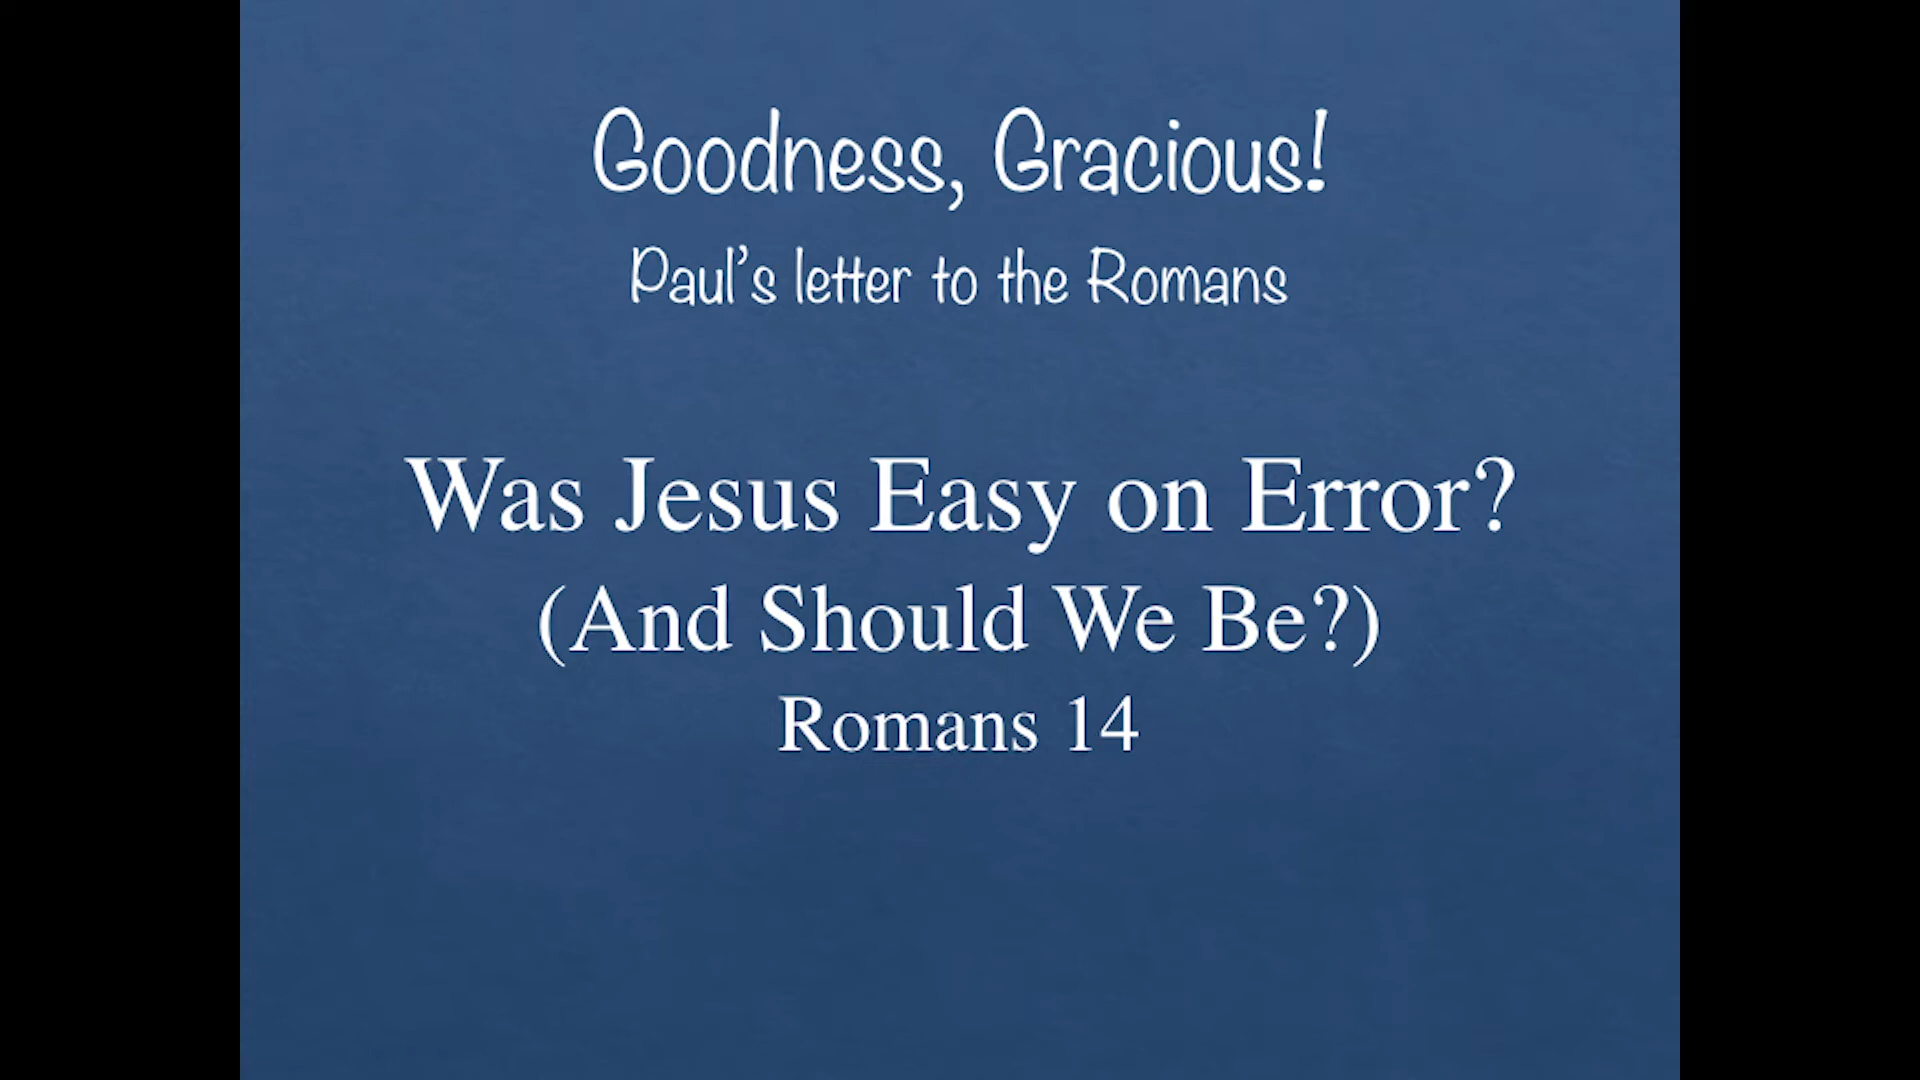 Goodness, Gracious!
Paul’s letter to the Romans
Was Jesus Easy on Error?
(And Should We Be?)
Romans 14